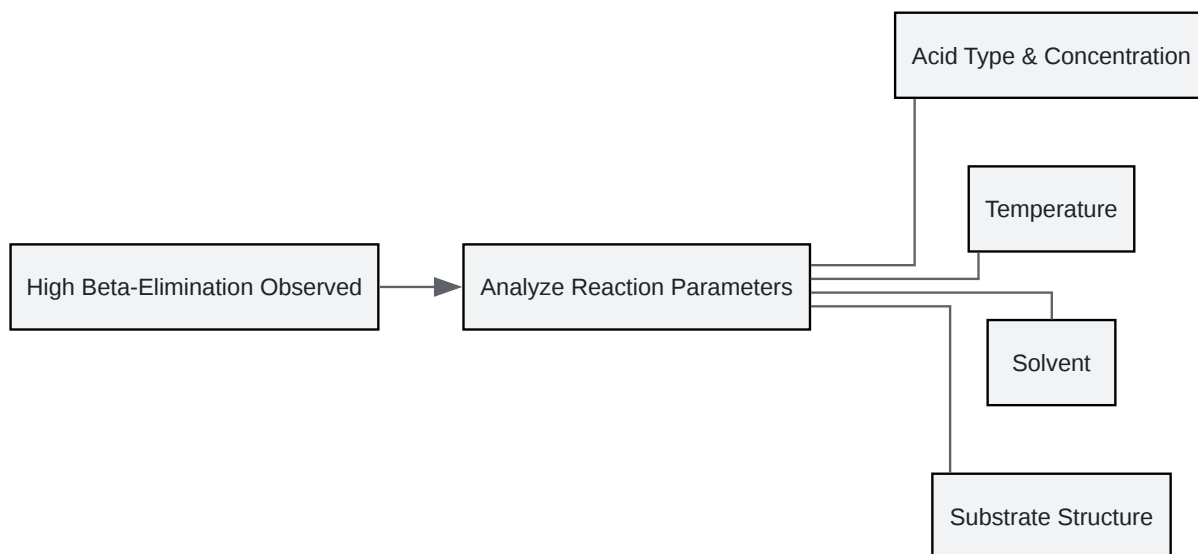 High Beta-Elimination Observed
Analyze Reaction Parameters
Acid Type & Concentration
Temperature
Solvent
Substrate Structure